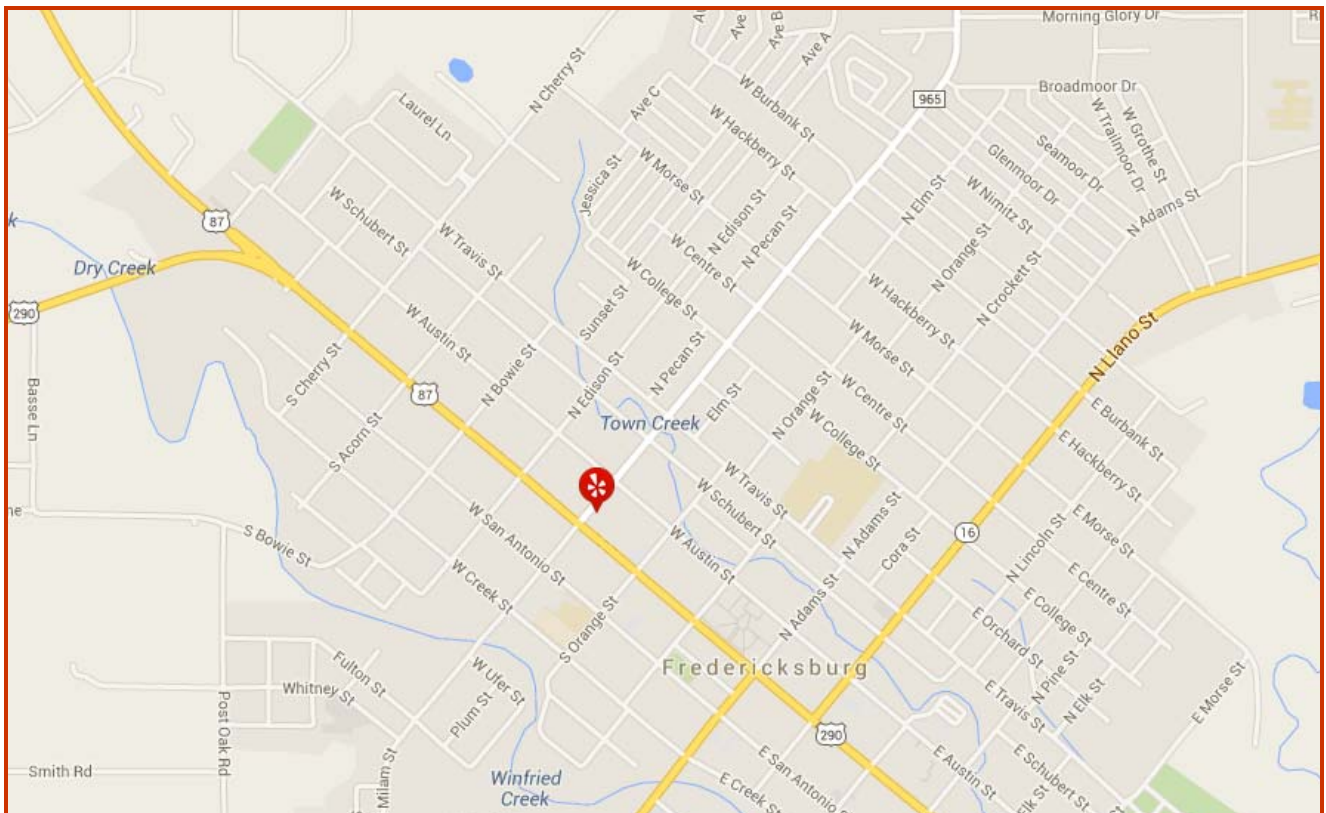 Morning Glory Dr
R
Av
Ave
Ave B
Ave A
N Cherry St
965
Broadmoor Dr
Laurel Ln
Ave C
W Burbank St
W Hackberry St
W Trailmoor Dr
W Grothe St
Seamoor Dr
Glenmoor Dr
W Morse St
Jessica St
N Elm St
W Nimitz St
87
k
W Schubert St
W Travis St
N Edison St
N Pecan St
N Adams St
N Orange St
W Centre St
Dry Creek
N Crockett St
W College St
290
W Austin St
Sunset St
W Hackberry St
N Llano St
W Morse St
S Cherry St
N Bowie St
N Edison St
N Pecan St
87
Elm St
N Orange St
W Centre St
E Burbank St
Basse Ln
S Acorn St
Town Creek
W College St
E Hackberry St
W Travis St
W Schubert St
ne
S Bowie St
W San Antonio St
W Austin St
N Adams St
Cora St
16
E Morse St
N Lincoln St
E Centre St
W Creek St
E College St
N Adams St
E Orchard St
S Orange St
Fredericksburg
Fulton St
Whitney St
W Ufer St
Plum St
N Pine St
N Elk St
E Travis St
E Morse St
Post Oak Rd
290
Smith Rd
Milam St
Winfried
Creek
E San Antonio S
E Creek St
E Austin St
E Schubert St
Elk St